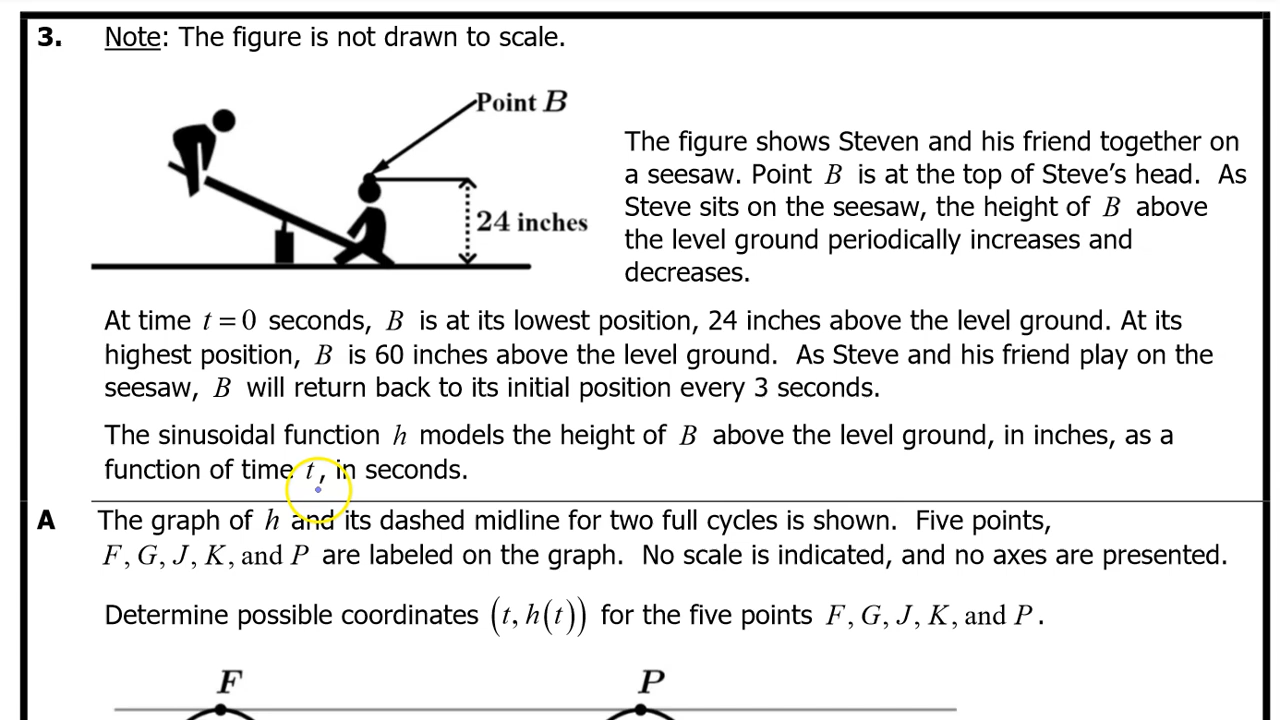 3. Note: The figure is not drawn to scale.
Point B
24 inches
The figure shows Steven and his friend together on
a seesaw. Point B is at the top of Steve’s head. As
Steve sits on the seesaw, the height of B above
the level ground periodically increases and
decreases.
At time t = 0 seconds, B is at its lowest position, 24 inches above the level ground. At its
highest position, B is 60 inches above the level ground. As Steve and his friend play on the
seesaw, B will return back to its initial position every 3 seconds.
The sinusoidal function h models the height of B above the level ground, in inches, as a
function of time t, in seconds.
A The graph of h and its dashed midline for two full cycles is shown. Five points,
F, G, J, K, and P are labeled on the graph. No scale is indicated, and no axes are presented.
Determine possible coordinates (t, h(t)) for the five points F, G, J, K, and P.
F P